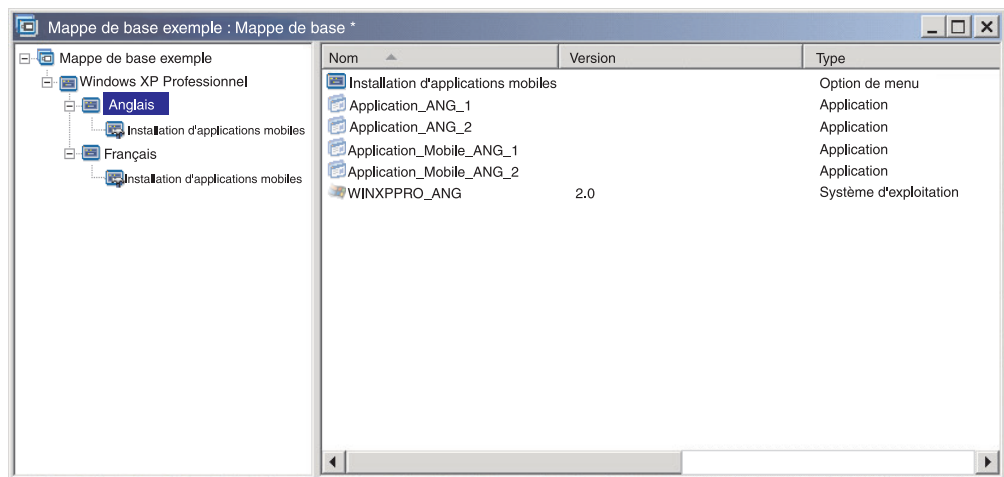 Mappe de base exemple : Mappe de base *
Mappe de base exemple
Windows XP Professionnel
Anglais
Installation d'applications mobiles
Français
Installation d'applications mobiles
Nom Version Type
Installation d'applications mobiles Option de menu
Application_ANG_1 Application
Application_ANG_2 Application
Application_Mobile_ANG_1 Application
Application_Mobile_ANG_2 Application
WINXPPRO_ANG 2.0 Système d'exploitation